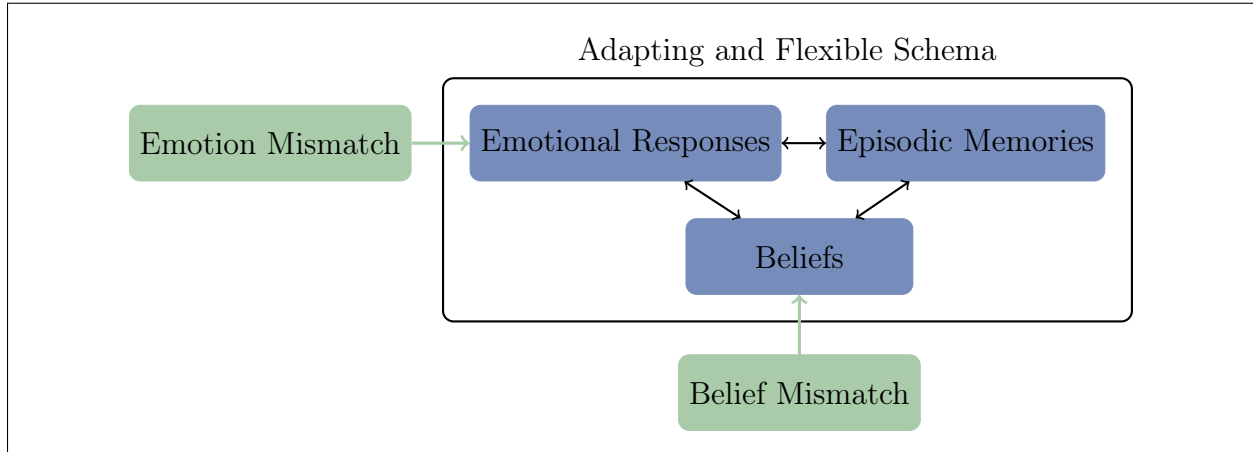 Adapting and Flexible Schema
Emotion Mismatch
Emotional Responses
Episodic Memories
Beliefs
Belief Mismatch